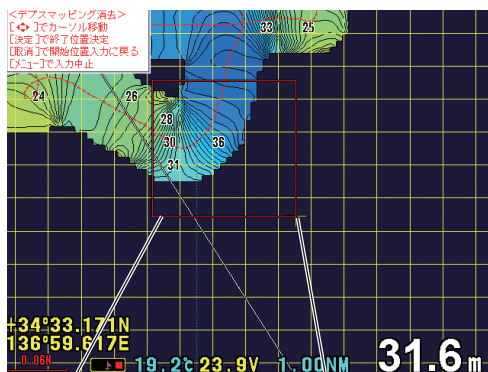 <デプスマッピング消去>
[✥]でカーソル移動
[決定]で終了位置決定
[取消]で開始位置入力に戻る
[メニュー]で入力中止
33
25
24
26
28
30
36
31
+34°33.171N
136°59.617E
0.06N
19.2℃ 23.9V 1.00NM 31.6m